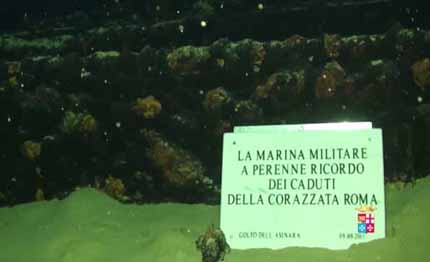 LA MARINA MILITARE
A PERENNE RICORDO
DEI CADUTI
DELLA CORAZZATA ROMA
GOLFO DELL'ASINARA